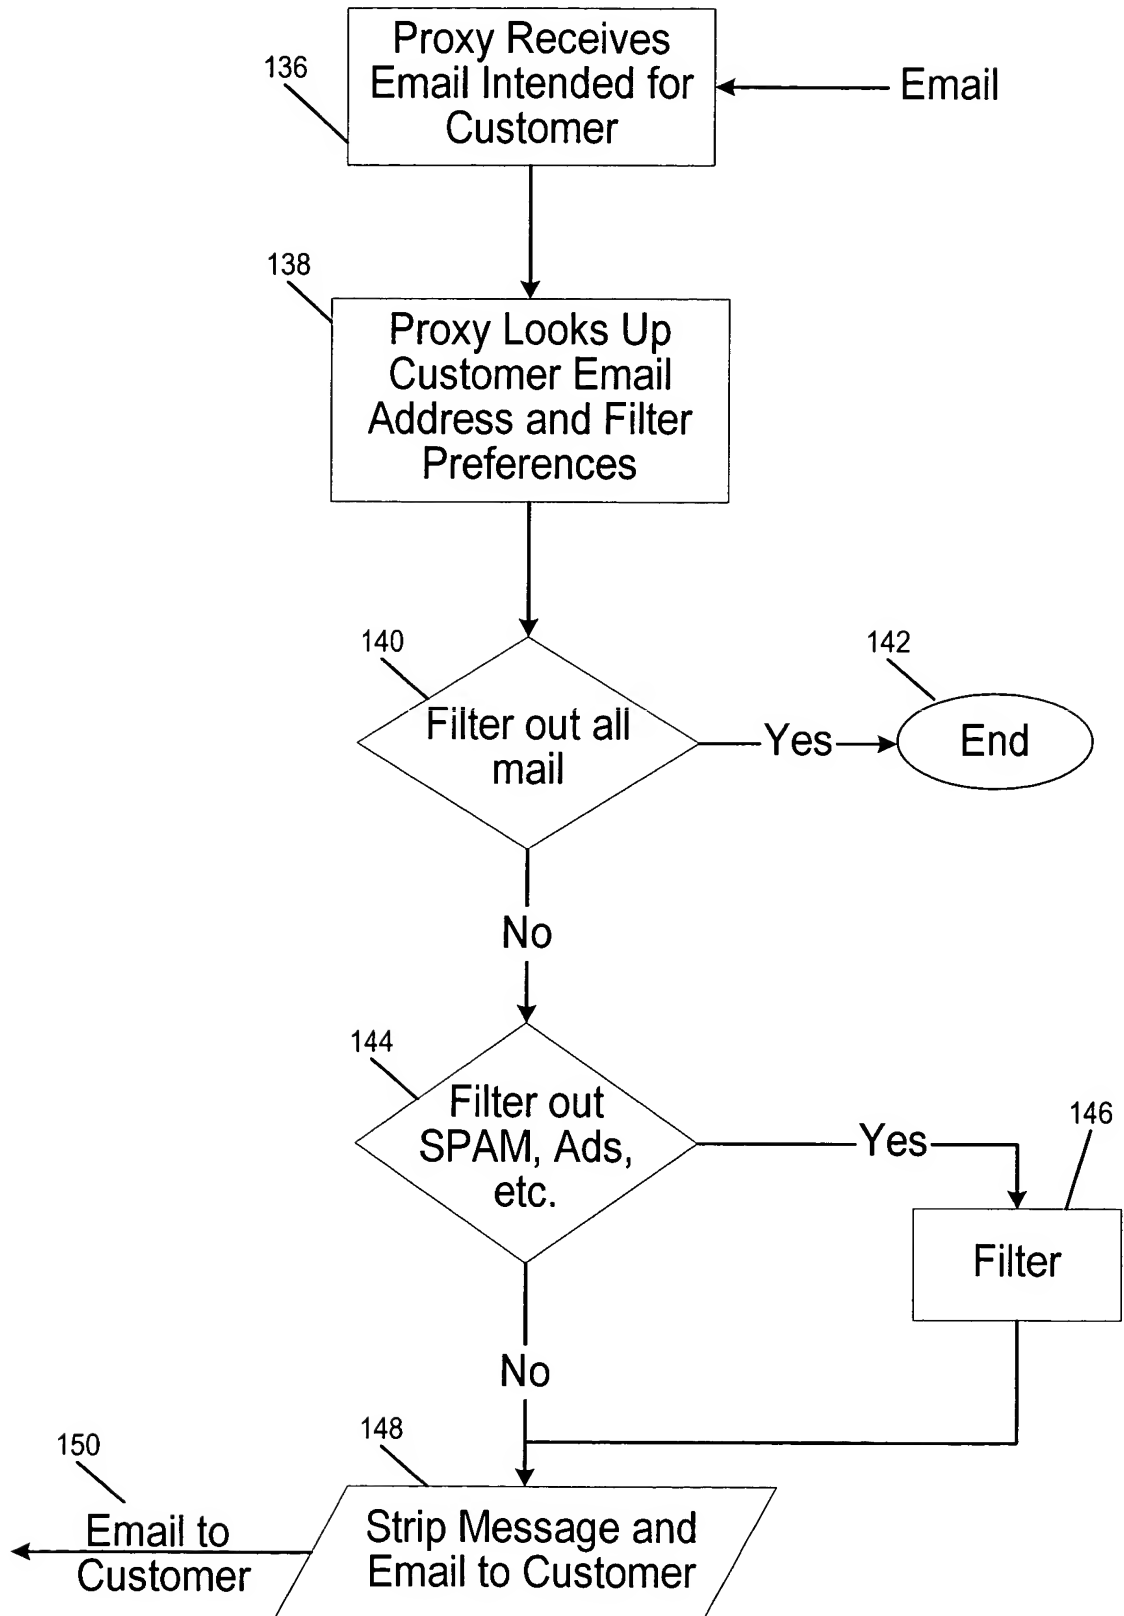 Proxy Receives
Email Intended for
Customer
136
Email
138
Proxy Looks Up
Customer Email
Address and Filter
Preferences
140
Filter out all
mail
Yes
142
End
No
144
Filter out
SPAM, Ads,
etc.
Yes
146
Filter
No
150
148
Email to
Customer
Strip Message and
Email to Customer